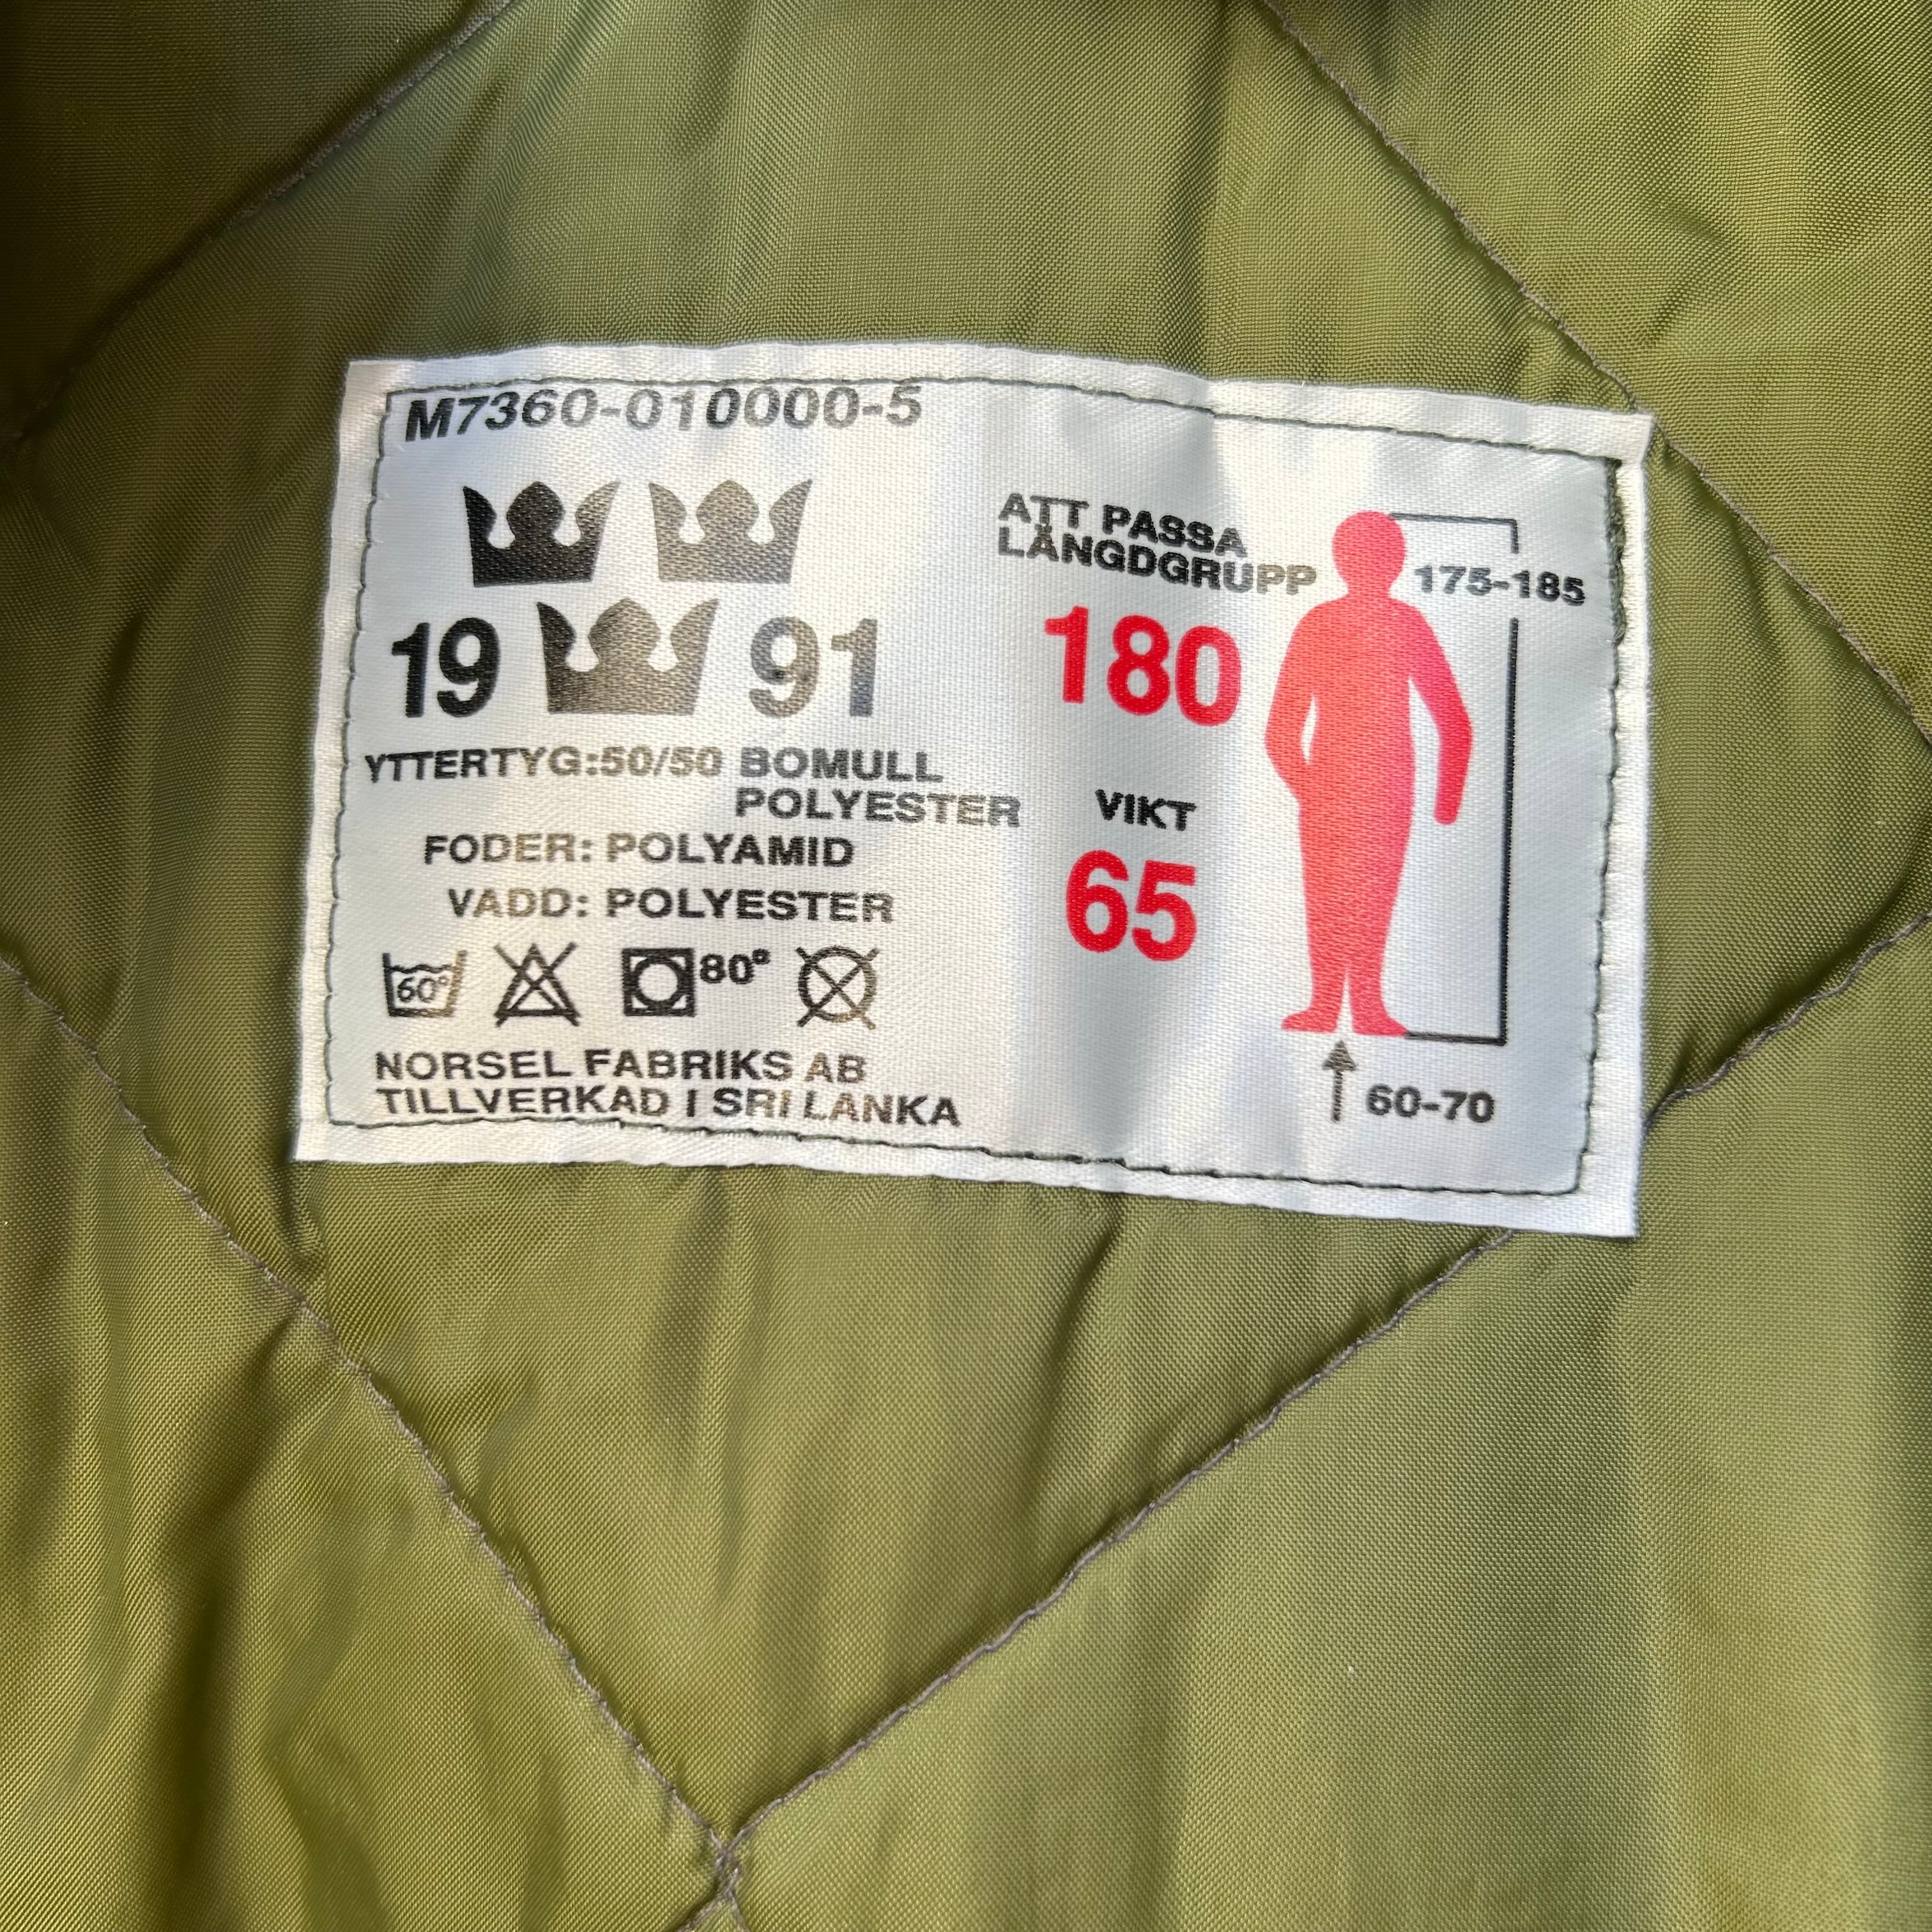 M7360-010000-5
19 91
YTTERTYG:50/50 BOMULL
POLYESTER
FODER: POLYAMID
VADD: POLYESTER
60° 80°
NORSEL FABRIKS AB
TILLVERKAD I SRI LANKA
ATT PASSA
LÄNGDGRUPP
180
175-185
VIKT
65
60-70